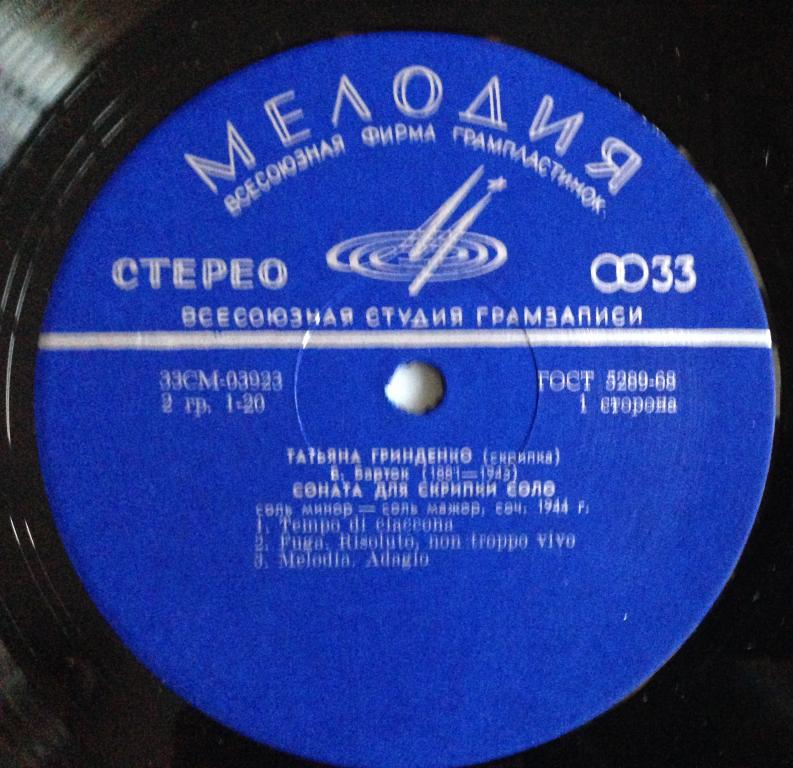 МЕЛОДИЯ
ВСЕСОЮЗНАЯ ФИРМА ГРАМПЛАСТИНОК
СТЕРЕО
33
ВСЕСОЮЗНАЯ СТУДИЯ ГРАМЗАПИСИ
33СМ-03923
ГОСТ 5289-68
2 гр. 1-20
1 сторона
ТАТЬЯНА ГРИНДЕНКО (скрипка)
Б. Барток (1881—1945)
СОНАТА ДЛЯ СКРИПКИ СОЛО
соль минор — соль мажор, соч. 1944 г.
1. Tempo di ciaccona
2. Fuga. Risoluto, non troppo vivo
3. Melodia. Adagio